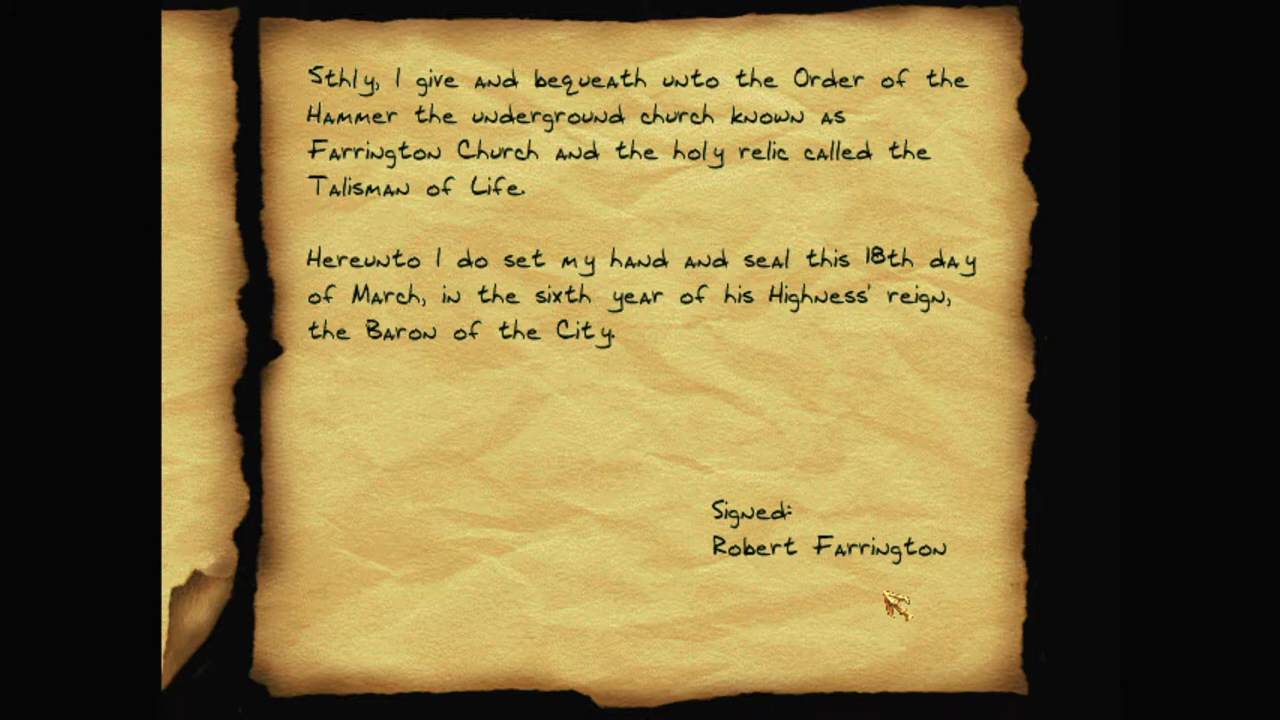 Sthly, I give and bequeath unto the Order of the
Hammer the underground church known as
Farrington Church and the holy relic called the
Talisman of Life.
Hereunto I do set my hand and seal this 18th day
of March, in the sixth year of his Highness' reign,
the Baron of the City.
Signed:
Robert Farrington